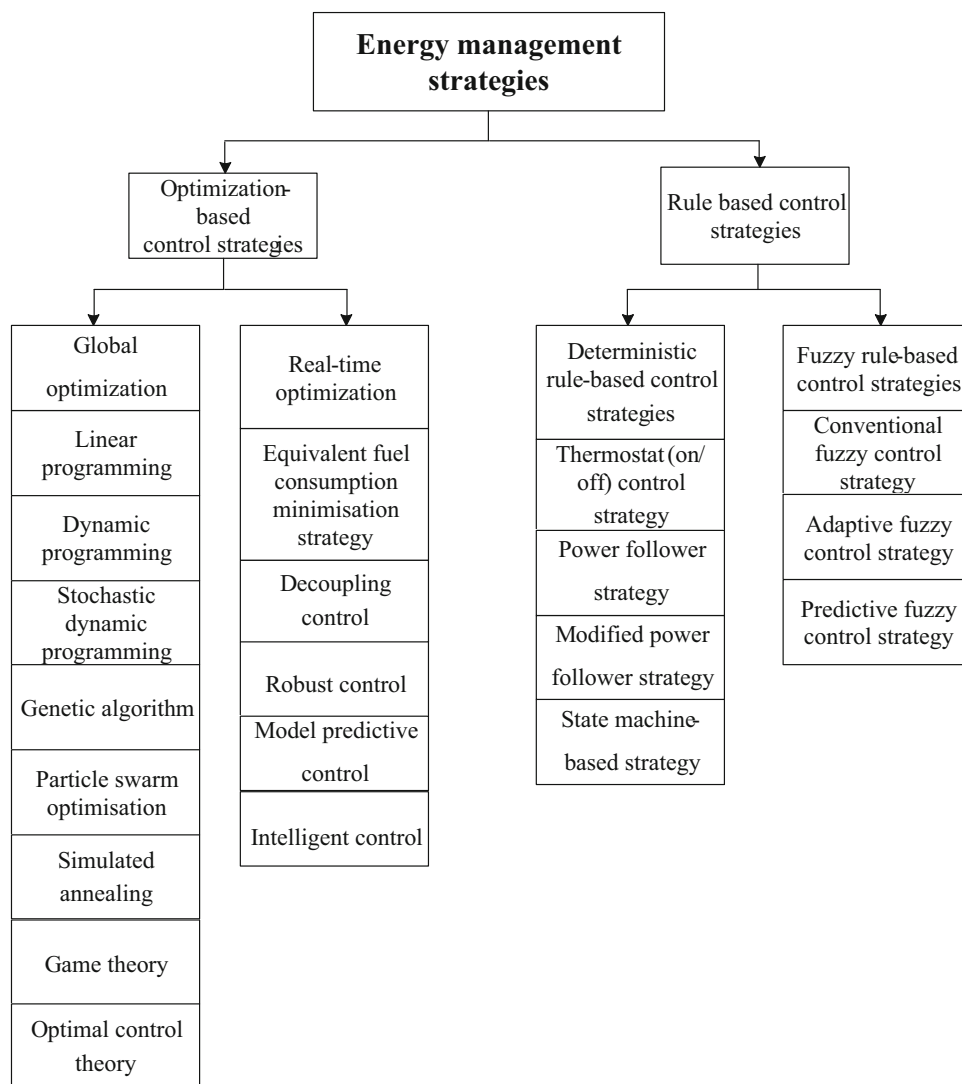 Energy management
strategies
Optimization-
based
control strategies
Rule based control
strategies
Global
optimization
Linear
programming
Dynamic
programming
Stochastic
dynamic
programming
Genetic algorithm
Particle swarm
optimisation
Simulated
annealing
Game theory
Optimal control
theory
Real-time
optimization
Equivalent fuel
consumption
minimisation
strategy
Decoupling
control
Robust control
Model predictive
control
Intelligent control
Deterministic
rule-based control
strategies
Thermostat (on/
off) control
strategy
Power follower
strategy
Modified power
follower strategy
State machine-
based strategy
Fuzzy rule-based
control strategies
Conventional
fuzzy control
strategy
Adaptive fuzzy
control strategy
Predictive fuzzy
control strategy